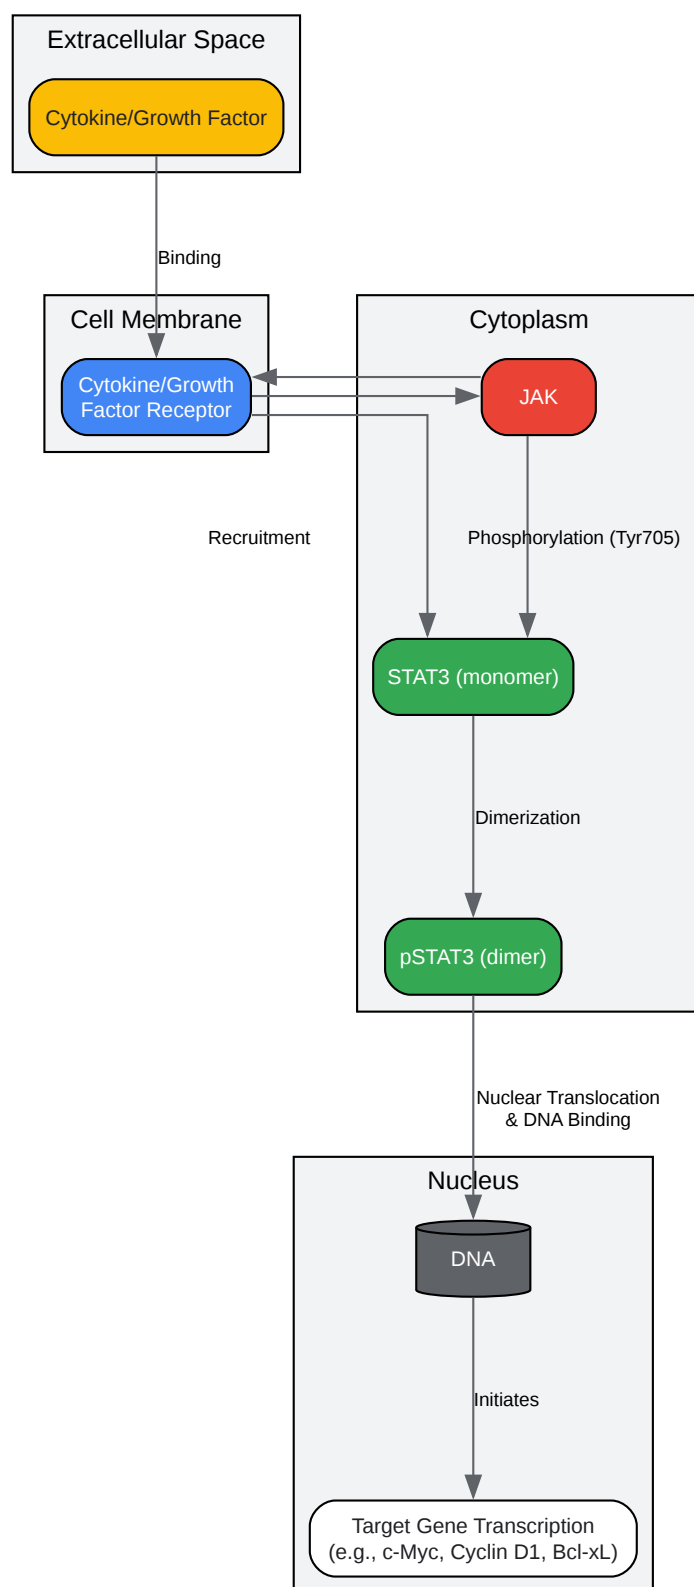 Extracellular Space
Cytokine/Growth Factor
Binding
Cell Membrane
Cytoplasm
Cytokine/Growth
Factor Receptor
JAK
Recruitment
Phosphorylation (Tyr705)
STAT3 (monomer)
Dimerization
pSTAT3 (dimer)
Nuclear Translocation
& DNA Binding
Nucleus
DNA
Initiates
Target Gene Transcription
(e.g., c-Myc, Cyclin D1, Bcl-xL)